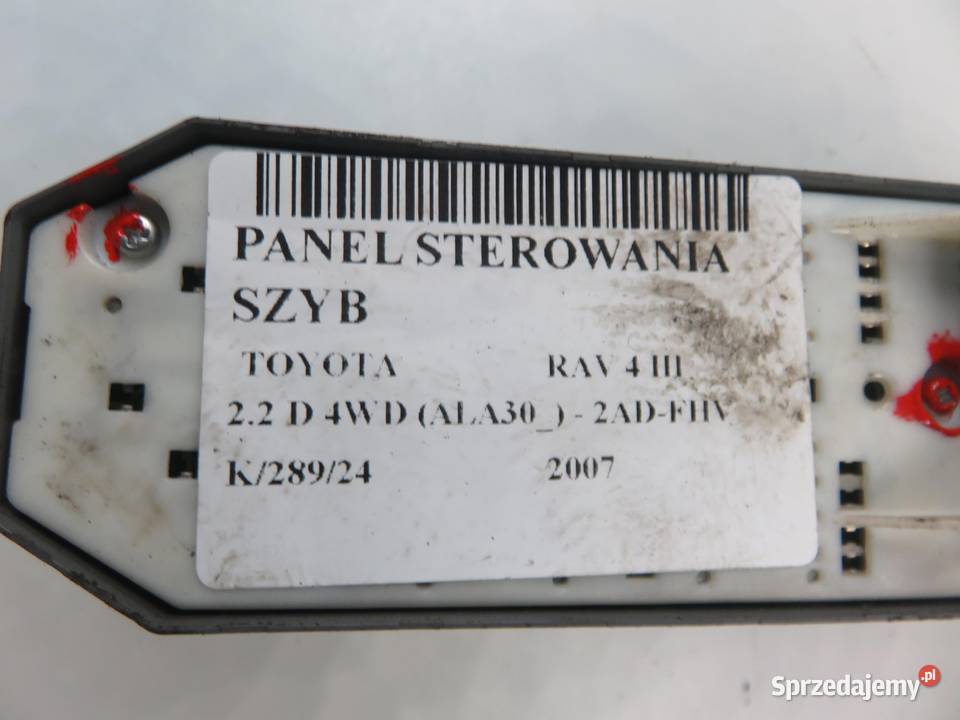 PANEL STEROWANIA
SZYB
TOYOTA RAV 4 III
2.2 D 4WD (ALA30_) - 2AD-FHV
K/289/24 2007
Sprzedajemy.pl